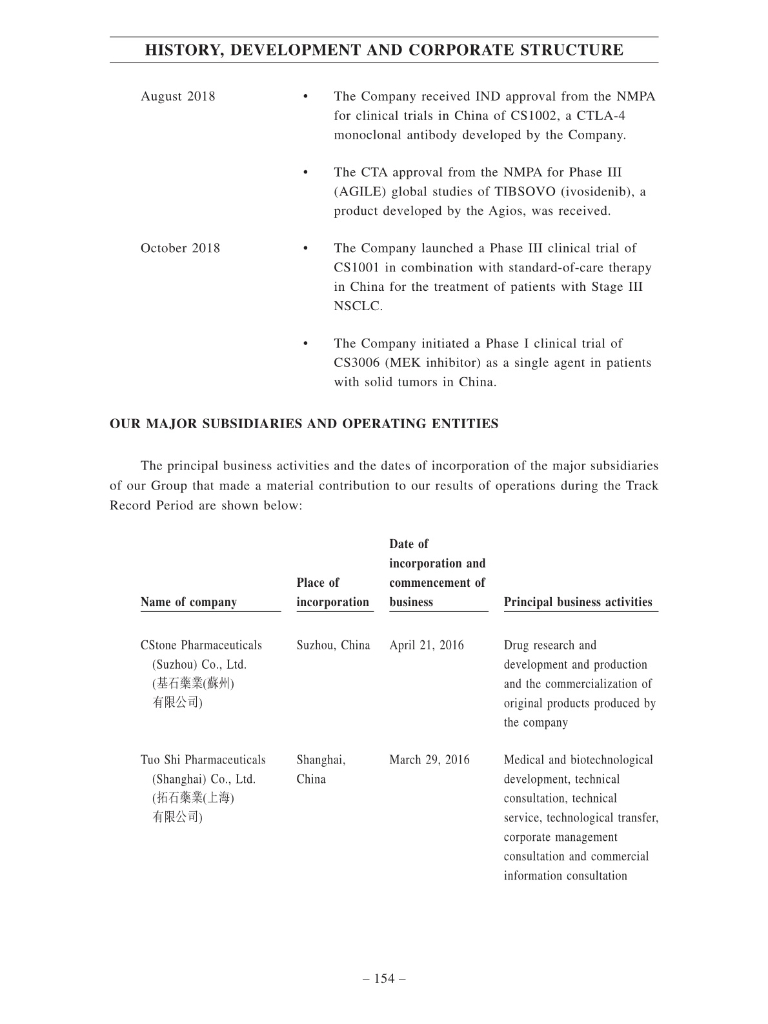 HISTORY, DEVELOPMENT AND CORPORATE STRUCTURE
August 2018 • The Company received IND approval from the NMPA
for clinical trials in China of CS1002, a CTLA-4
monoclonal antibody developed by the Company.
• The CTA approval from the NMPA for Phase III
(AGILE) global studies of TIBSOVO (ivosidenib), a
product developed by the Agios, was received.
October 2018 • The Company launched a Phase III clinical trial of
CS1001 in combination with standard-of-care therapy
in China for the treatment of patients with Stage III
NSCLC.
• The Company initiated a Phase I clinical trial of
CS3006 (MEK inhibitor) as a single agent in patients
with solid tumors in China.
OUR MAJOR SUBSIDIARIES AND OPERATING ENTITIES
The principal business activities and the dates of incorporation of the major subsidiaries
of our Group that made a material contribution to our results of operations during the Track
Record Period are shown below:
Name of company
Place of
incorporation
Date of
incorporation and
commencement of
business
Principal business activities
CStone Pharmaceuticals
(Suzhou) Co., Ltd.
(基石藥業(蘇州)
有限公司)
Suzhou, China
April 21, 2016
Drug research and
development and production
and the commercialization of
original products produced by
the company
Tuo Shi Pharmaceuticals
(Shanghai) Co., Ltd.
(拓石藥業(上海)
有限公司)
Shanghai,
China
March 29, 2016
Medical and biotechnological
development, technical
consultation, technical
service, technological transfer,
corporate management
consultation and commercial
information consultation
– 154 –